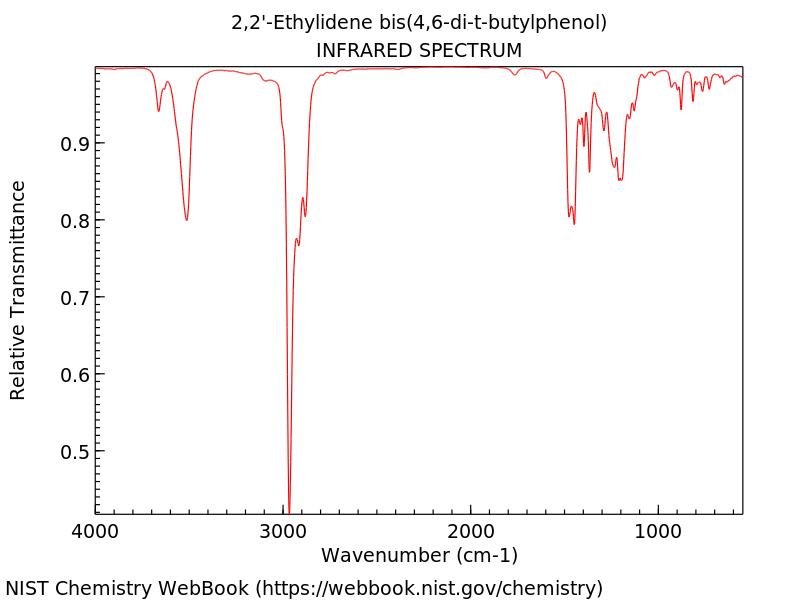 2,2'-Ethylidene bis(4,6-di-t-butylphenol)
INFRARED SPECTRUM
0.9
0.8
0.7
0.6
0.5
Relative Transmittance
4000 3000 2000 1000
Wavenumber (cm-1)
NIST Chemistry WebBook (https://webbook.nist.gov/chemistry)